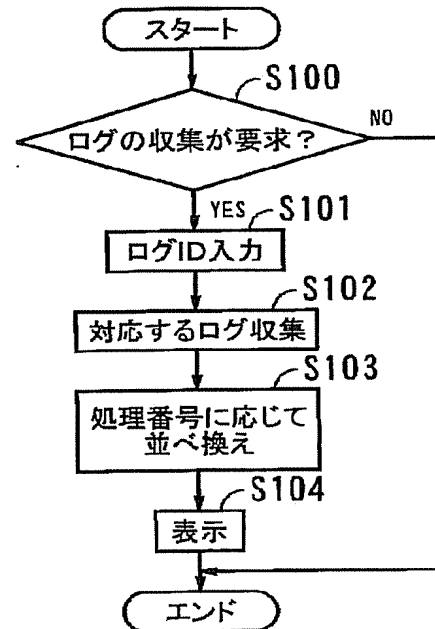 スタート
S100
ログの収集が要求？
NO
YES
S101
ログID入力
S102
対応するログ収集
S103
処理番号に応じて
並べ換え
S104
表示
エンド